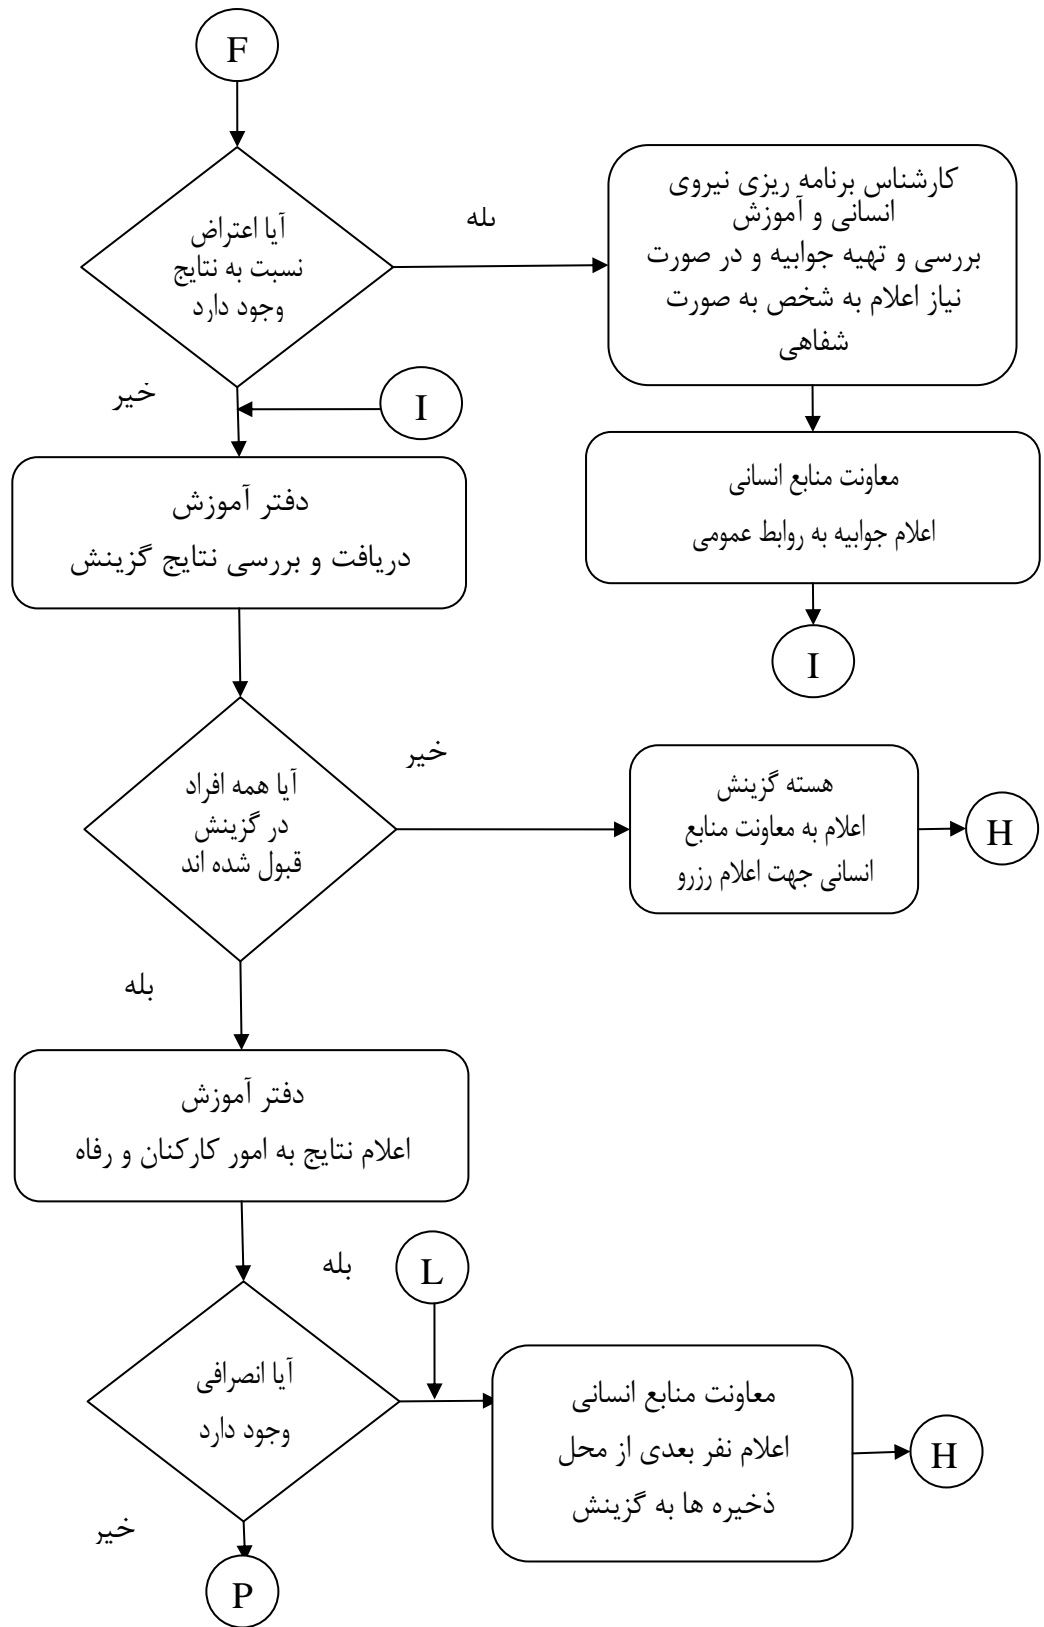 F
آیا اعتراض
نسبت به نتایج
وجود دارد
بله
کارشناس برنامه ریزی نیروی
انسانی و آموزش
بررسی و تهیه جوابیه و در صورت
نیاز اعلام به شخص به صورت
شفاهی
خیر
I
معاونت منابع انسانی
اعلام جوابیه به روابط عمومی
I
دفتر آموزش
دریافت و بررسی نتایج گزینش
آیا همه افراد
در گزینش
قبول شده اند
خیر
هسته گزینش
اعلام به معاونت منابع
انسانی جهت اعلام رزرو
H
بله
دفتر آموزش
اعلام نتایج به امور کارکنان و رفاه
آیا انصرافی
وجود دارد
بله
L
معاونت منابع انسانی
اعلام نفر بعدی از محل
ذخیره ها به گزینش
H
خیر
P